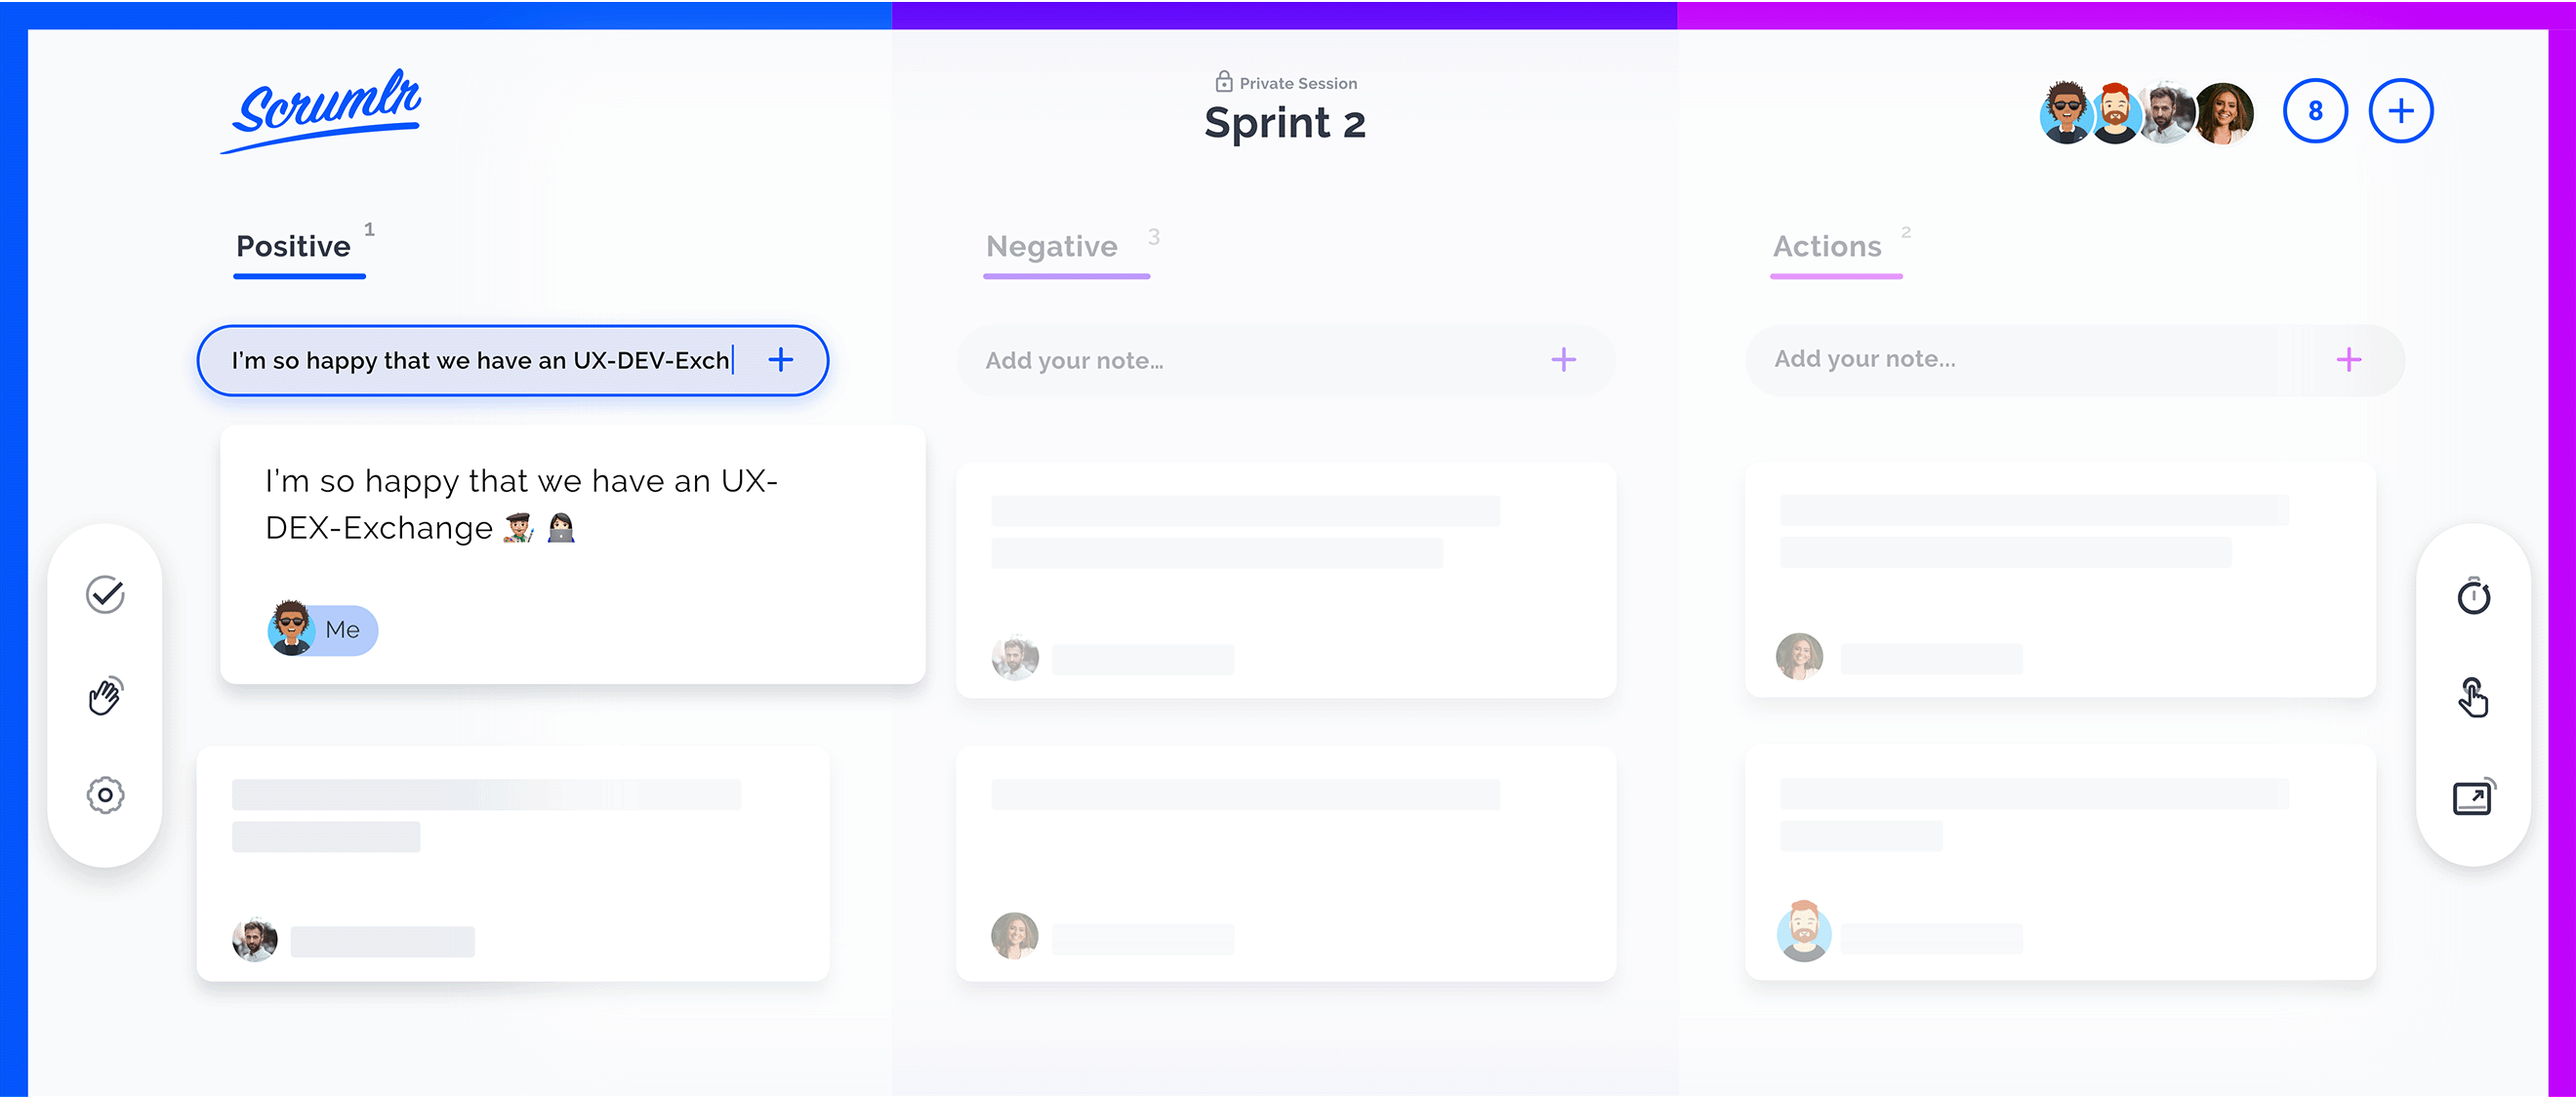 Scrumlr
Private Session
Sprint 2
8
Positive 1
Negative 3
Actions 2
I'm so happy that we have an UX-DEV-Exch
Add your note...
Add your note...
I'm so happy that we have an UX-
DEX-Exchange
Me